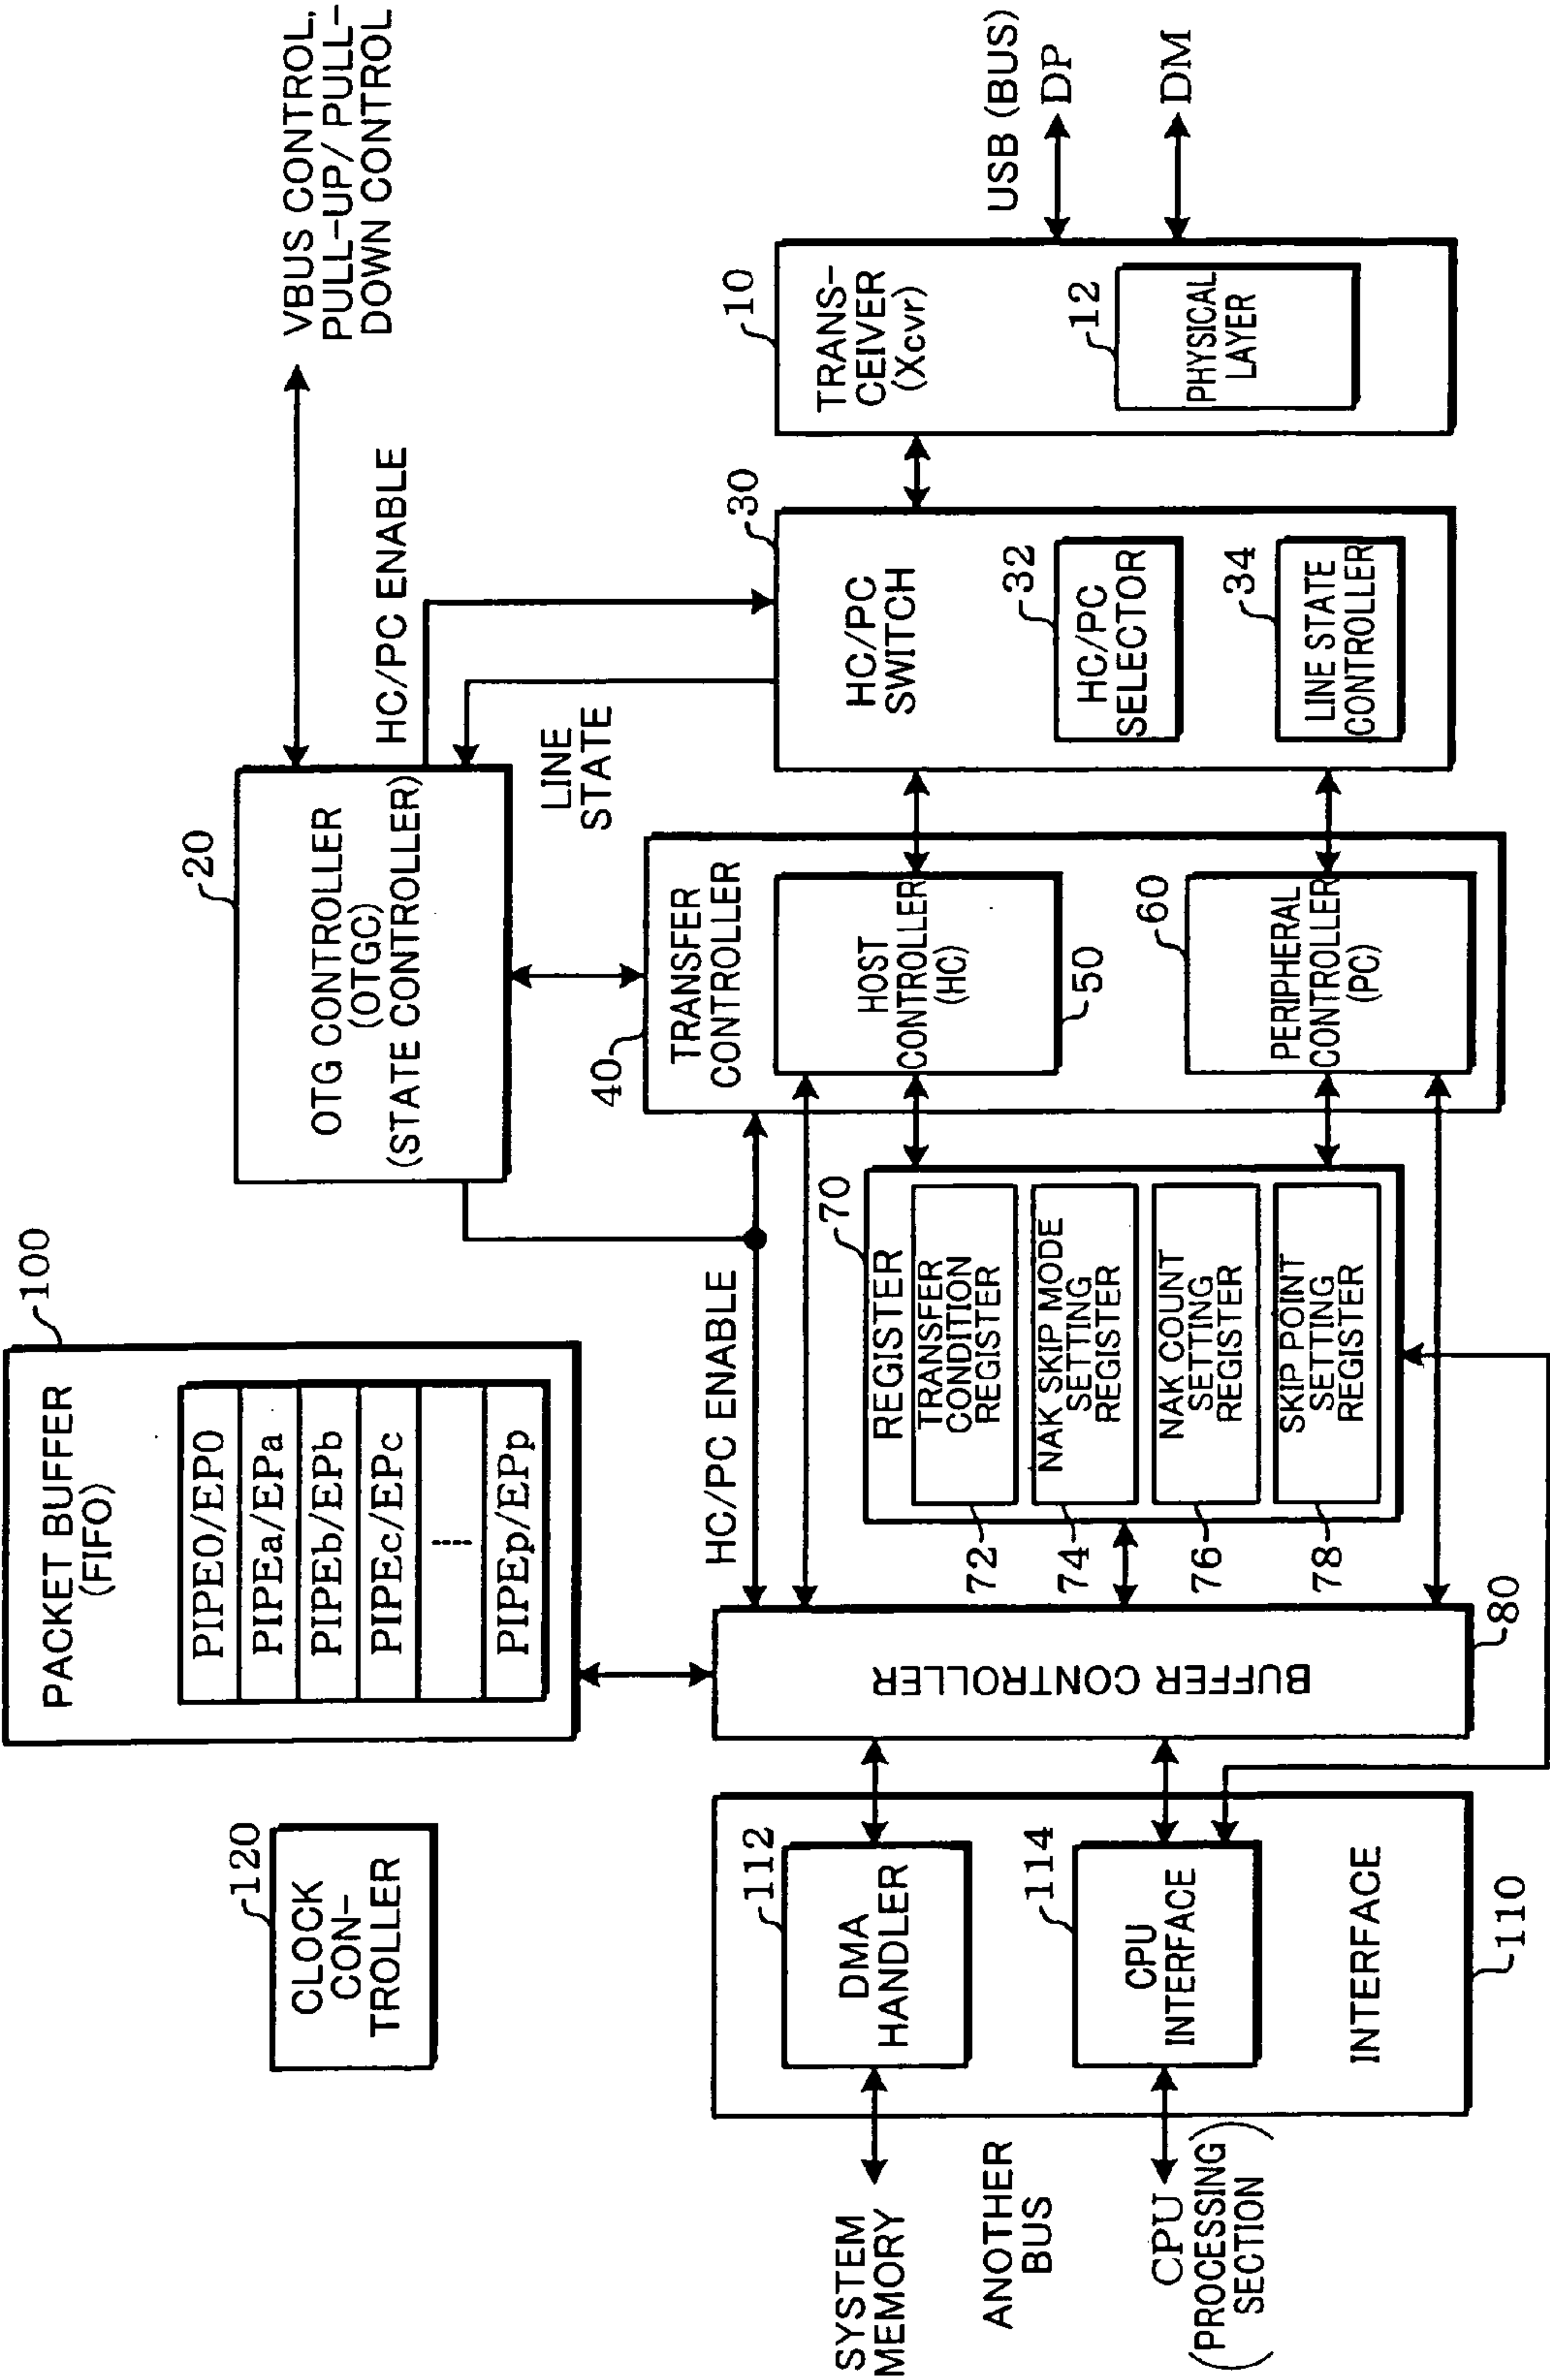 VBUS CONTROL,
PULL-UP/ PULL-
DOWN CONTROL
100
PACKET BUFFER
(FIFO)
PIPE0/EP0
PIPEa/EPa
PIPEb/EPb
PIPEc/EPc
PIPEp/EPp
120
CLOCK
CON-
TROLLER
20
OTG CONTROLLER
(OTGC)
(STATE CONTROLLER)
HC/PC ENABLE
LINE
STATE
HC/PC ENABLE
SYSTEM
MEMORY
ANOTHER
BUS
CPU
(PROCESSING
SECTION)
112
DMA
HANDLER
114
CPU
INTERFACE
INTERFACE
110
BUFFER CONTROLLER
80
70
REGISTER
TRANSFER
CONDITION
REGISTER
72
NAK SKIP MODE
SETTING
REGISTER
74
NAK COUNT
SETTING
REGISTER
76
SKIP POINT
SETTING
REGISTER
78
40
TRANSFER
CONTROLLER
HOST
CONTROLLER
(HC)
50
60
PERIPHERAL
CONTROLLER
(PC)
30
HC/PC
SWITCH
32
HC/PC
SELECTOR
34
LINE STATE
CONTROLLER
10
TRANS-
CEIVER
(Xcvr)
12
PHYSICAL
LAYER
USB (BUS)
DP
DM